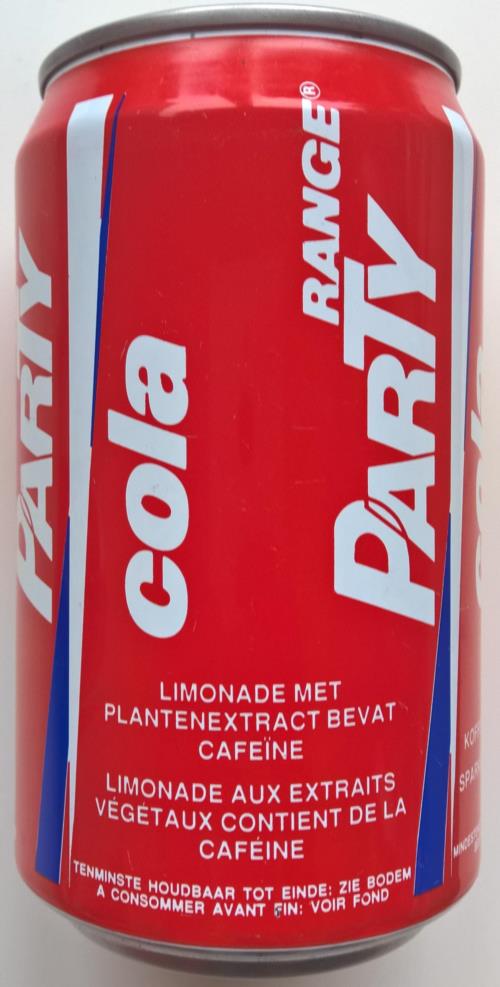 PARTY
cola
RANGE®
PARTY
LIMONADE MET
PLANTENEXTRACT BEVAT
CAFEÏNE
LIMONADE AUX EXTRAITS
VÉGÉTAUX CONTIENT DE LA
CAFÉINE
TENMINSTE HOUDBAAR TOT EINDE: ZIE BODEM
A CONSOMMER AVANT FIN: VOIR FOND